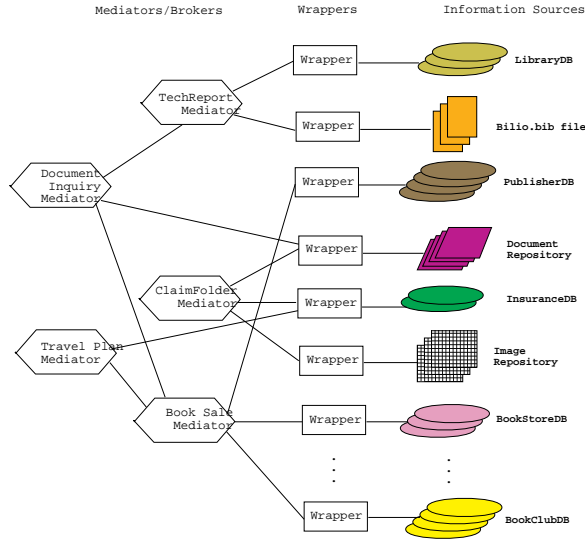 Mediators/Brokers Wrappers Information Sources
Wrapper LibraryDB
TechReport
Mediator
Wrapper Bilio.bib file
Document
Inquiry
Mediator
Wrapper PublisherDB
Wrapper Document
Repository
ClaimFolder
Mediator
Wrapper InsuranceDB
Travel Plan
Mediator
Wrapper Image
Repository
Book Sale
Mediator
Wrapper BookStoreDB
Wrapper BookClubDB